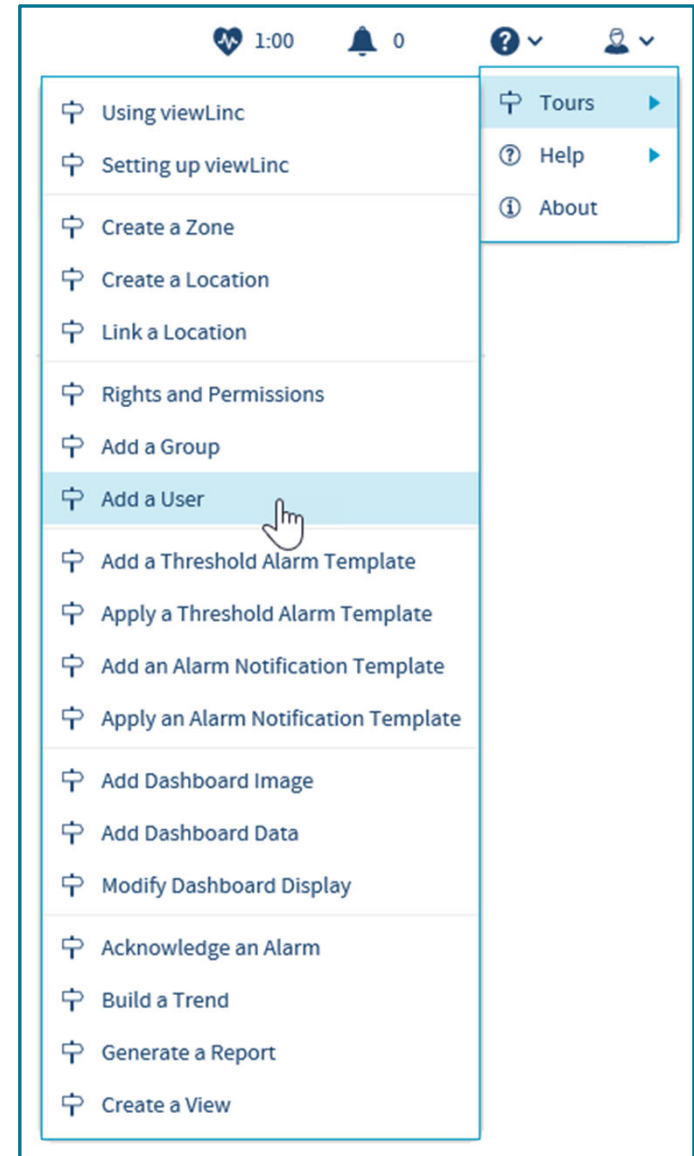 1:00 0
Tours
Help
About
Using viewLinc
Setting up viewLinc
Create a Zone
Create a Location
Link a Location
Rights and Permissions
Add a Group
Add a User
Add a Threshold Alarm Template
Apply a Threshold Alarm Template
Add an Alarm Notification Template
Apply an Alarm Notification Template
Add Dashboard Image
Add Dashboard Data
Modify Dashboard Display
Acknowledge an Alarm
Build a Trend
Generate a Report
Create a View